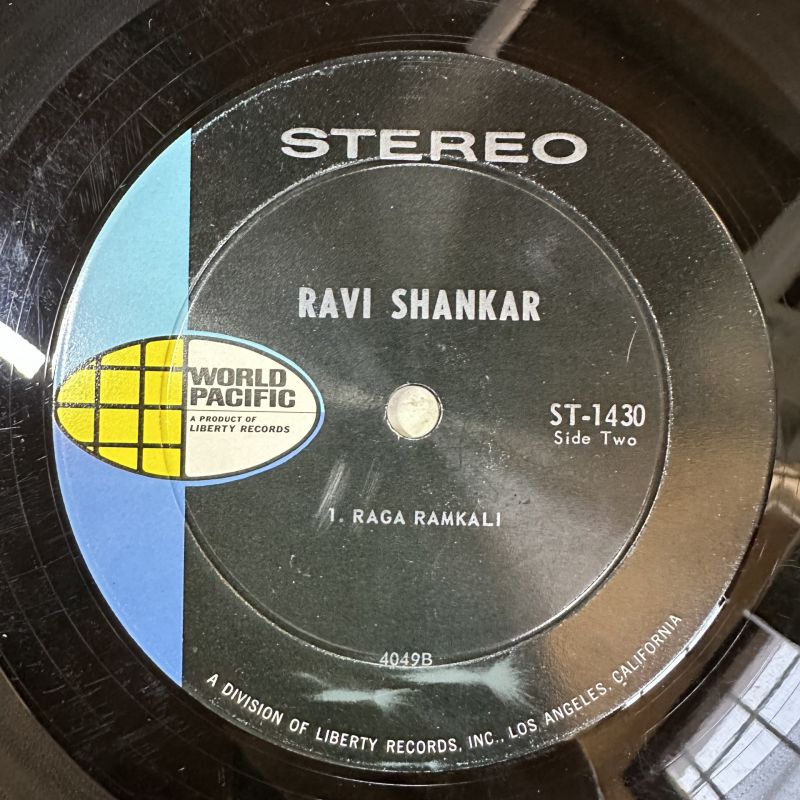 STEREO
RAVI SHANKAR
WORLD
PACIFIC
A PRODUCT OF
LIBERTY RECORDS
ST-1430
Side Two
1. RAGA RAMKALI
4049B
A DIVISION OF LIBERTY RECORDS, INC., LOS ANGELES, CALIFORNIA